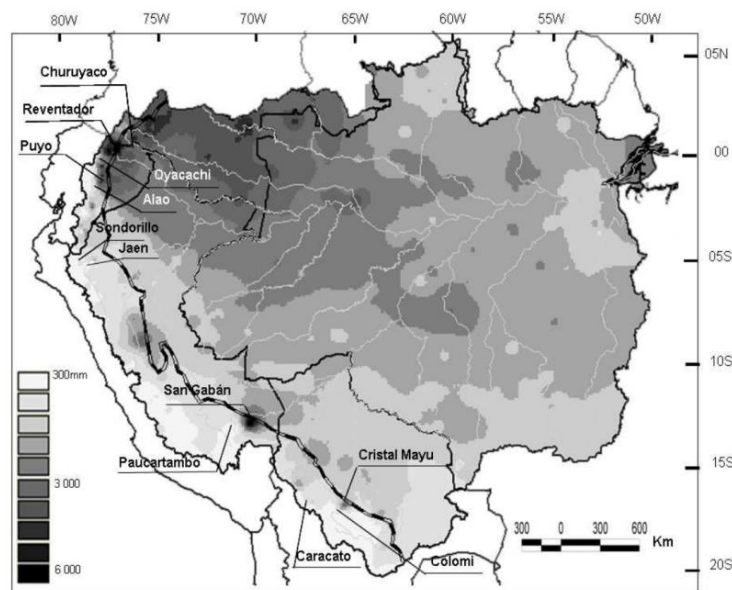 80W 75W 70W 65W 60W 55W 50W
05N
Churuyaco
Reventador
Puyo
00
Oyacachi
Alao
Sondorillo
Jaen
05S
10S
300mm
San Gabán
3 000
Cristal Mayu
Paucartambo
15S
300 0 300 600
Km
Caracato
Colomi
6 000
20S